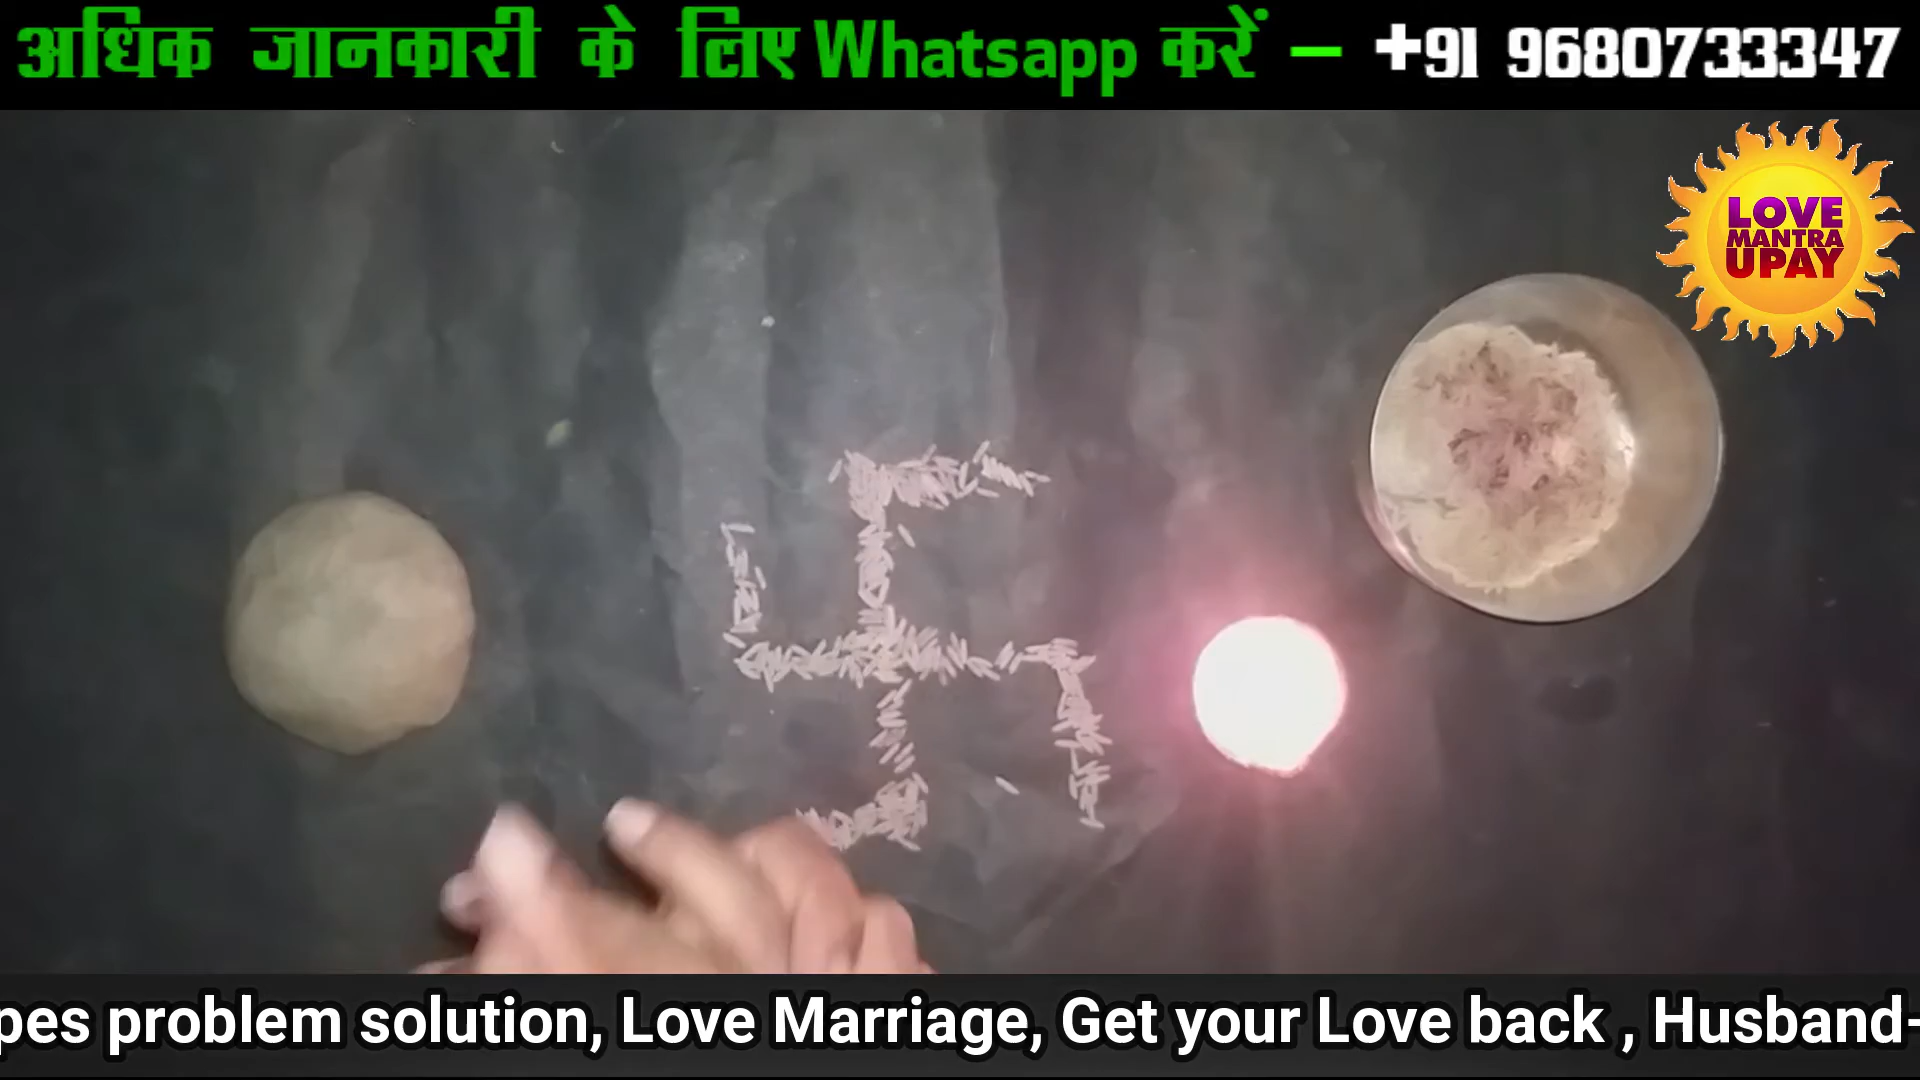 अधिक जानकारी के लिए Whatsapp करें – +91 9680733347
LOVE
MANTRA
UPAY
pes problem solution, Love Marriage, Get your Love back , Husband-